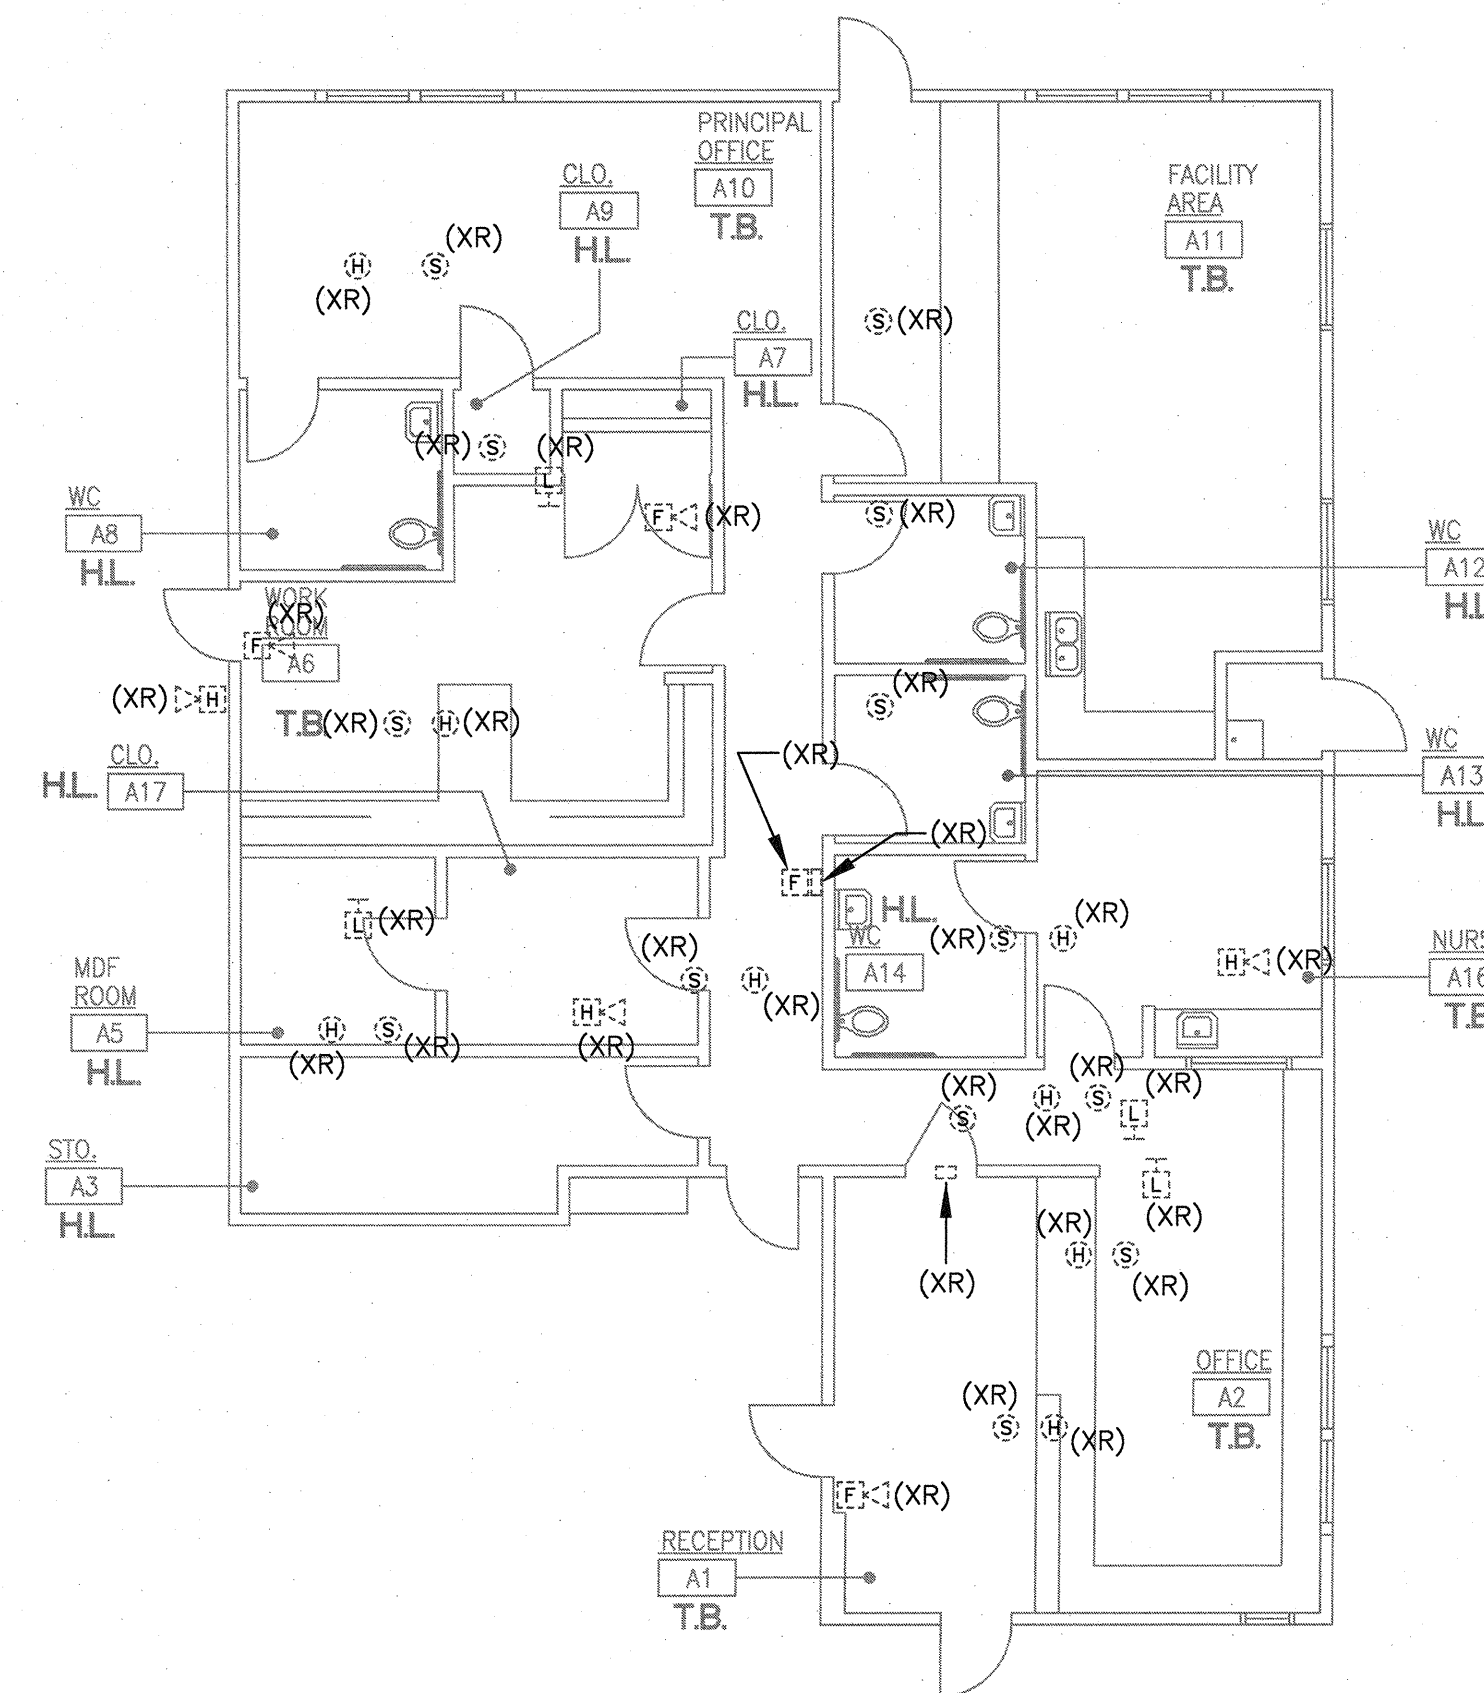 PRINCIPAL
OFFICE
A10
T.B.
CLO.
A9
H.L.
FACILITY
AREA
A11
T.B.
(XR)
H
S
(XR)
S
(XR)
CLO.
A7
H.L.
(XR)
S
(XR)
L
F
(XR)
S
(XR)
WC
A8
H.L.
WC
A12
H.L
WORK
ROOM
(XR)
F
A6
T.B
(XR)
H
(XR)
S
H
(XR)
(XR)
S
CLO.
A17
H.L.
(XR)
WC
A13
H.L
(XR)
F
H.L.
WC
A14
L
(XR)
(XR)
S
H
(XR)
(XR)
S
H
(XR)
H
(XR)
NURS
A16
T.B
MDF
ROOM
A5
H.L.
H
S
(XR)
(XR)
H
(XR)
(XR)
S
H
(XR)
(XR)
S
(XR)
L
STO.
A3
H.L.
L
(XR)
(XR)
H
S
(XR)
(XR)
OFFICE
A2
T.B.
(XR)
S
H
(XR)
F
(XR)
RECEPTION
A1
T.B.